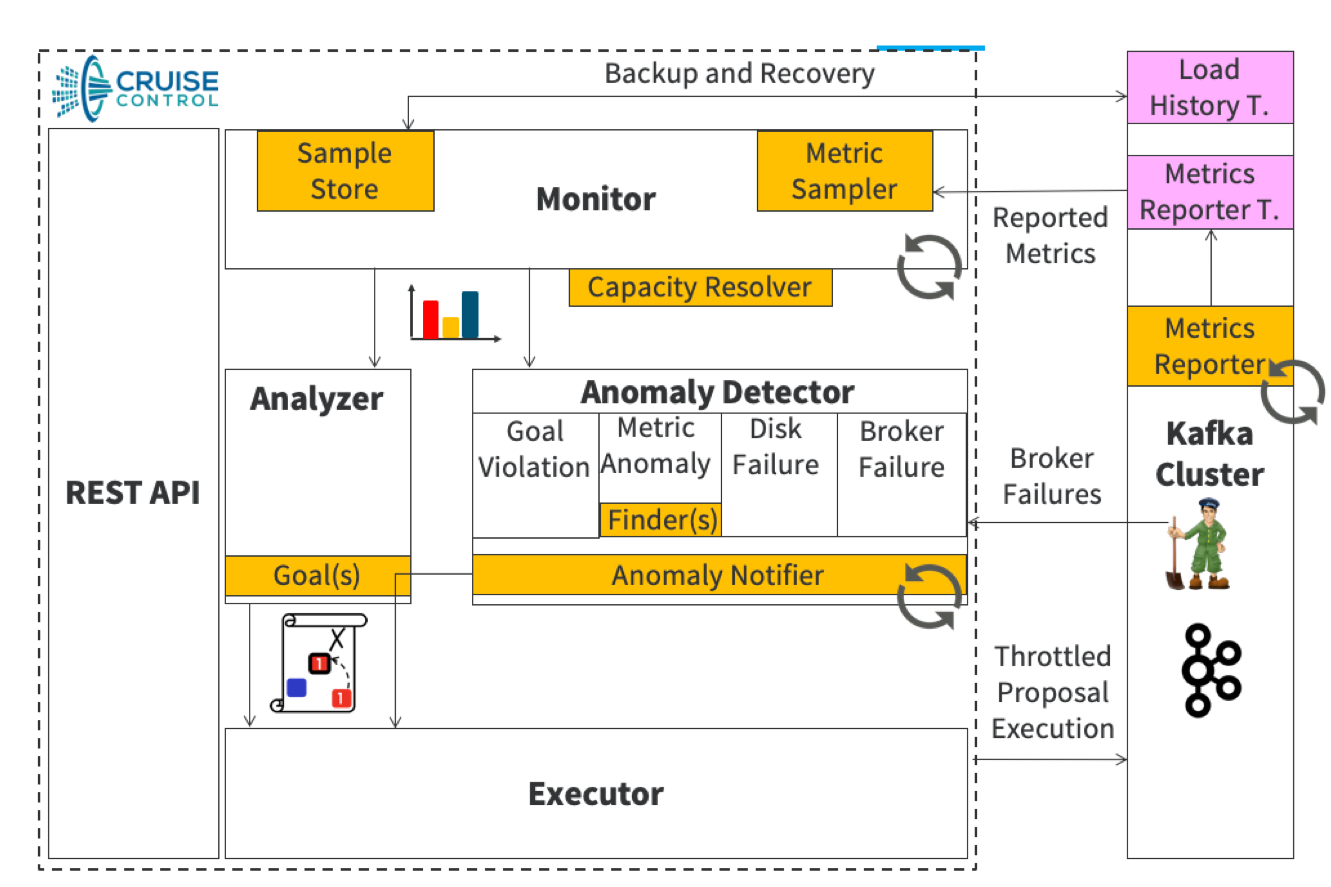 CRUISE
CONTROL
Backup and Recovery
Load
History T.
Sample
Store
Monitor
Metric
Sampler
Metrics
Reporter T.
Reported
Metrics
Capacity Resolver
Metrics
Reporter
Kafka
Cluster
REST API
Analyzer
Goal(s)
Anomaly Detector
Goal
Violation
Metric
Anomaly
Finder(s)
Disk
Failure
Broker
Failure
Anomaly Notifier
Broker
Failures
X
1
1
Throttled
Proposal
Execution
Executor